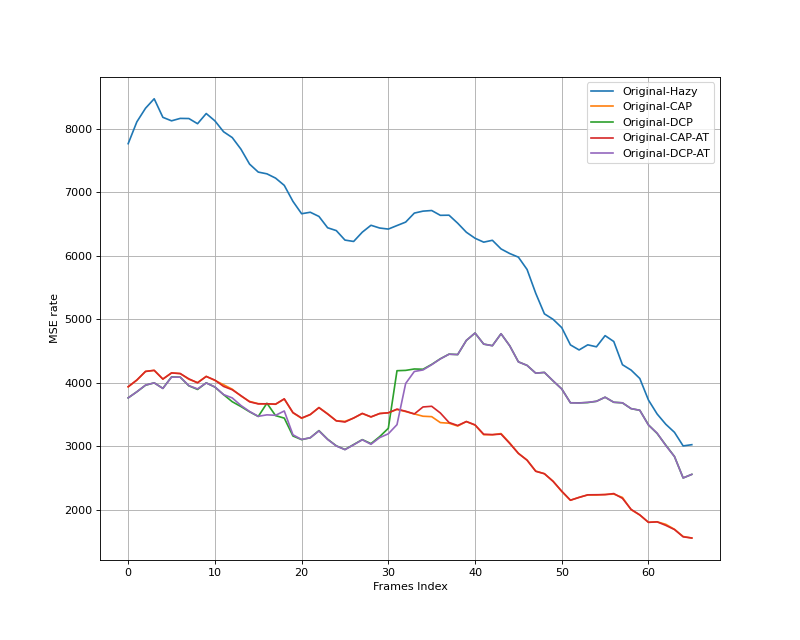 Original-Hazy
Original-CAP
Original-DCP
Original-CAP-AT
Original-DCP-AT
MSE rate
8000
7000
6000
5000
4000
3000
2000
0 10 20 30 40 50 60
Frames Index